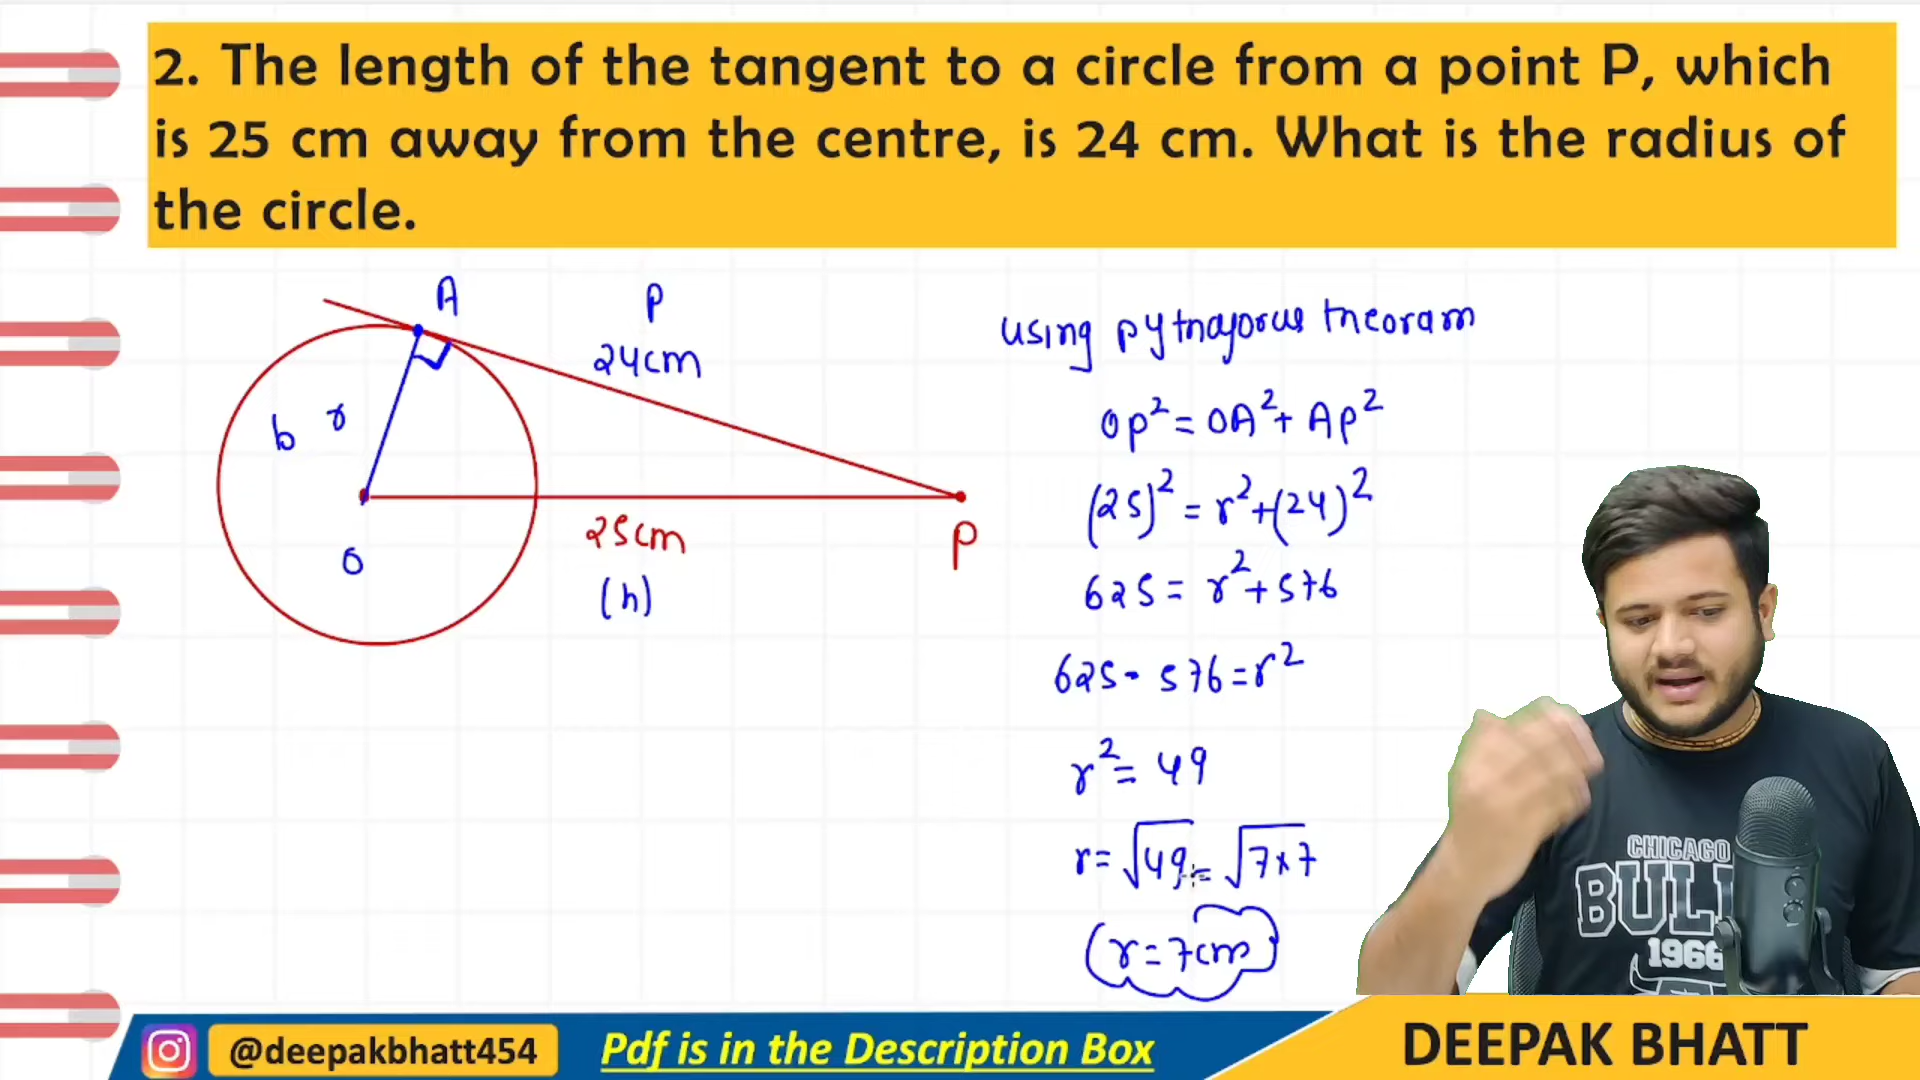 2. The length of the tangent to a circle from a point P, which
is 25 cm away from the centre, is 24 cm. What is the radius of
the circle.
A
P
24cm
b r
O
25cm
(h)
P
using pythagorus theoram
OP² = OA² + AP²
(25)² = r² + (24)²
625 = r² + 576
625 - 576 = r²
r² = 49
r = √49 = √7×7
r = 7cm
CHICAGO
BULL
1966
@deepakbhatt454
Pdf is in the Description Box
DEEPAK BHATT